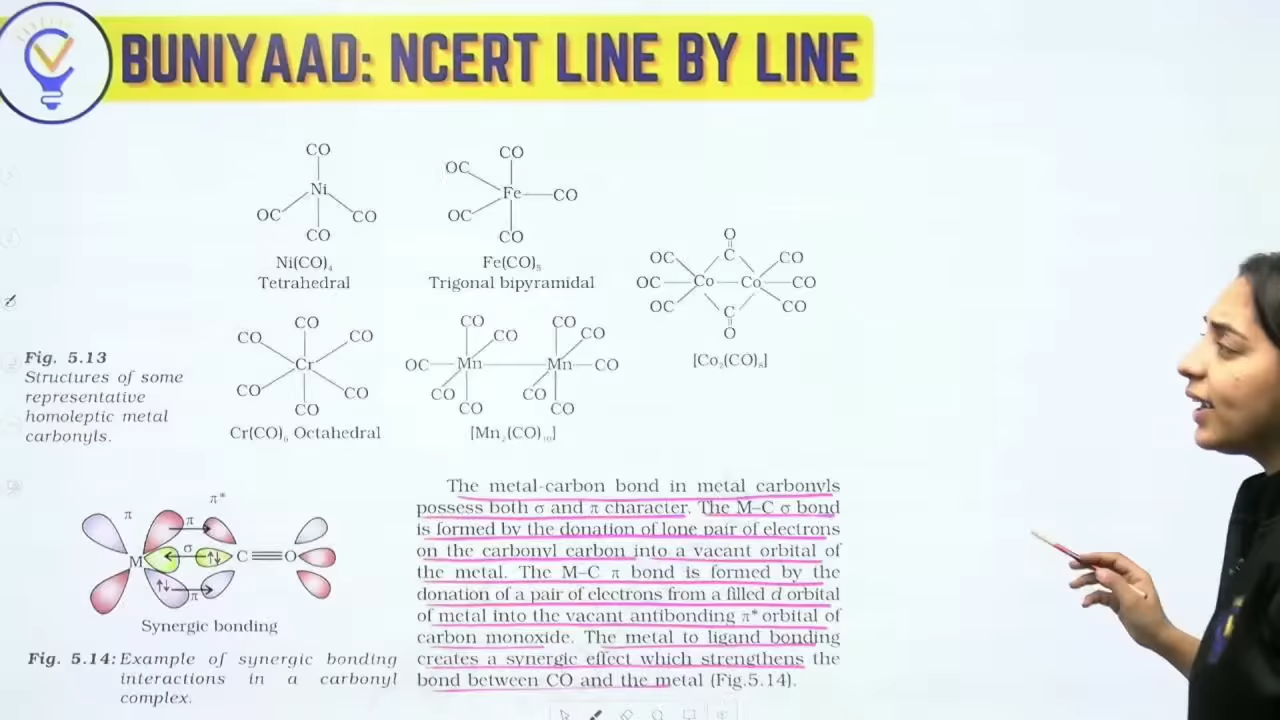 BUNIYAAD: NCERT LINE BY LINE
CO
Ni
OC
CO
CO
Ni(CO)₄
Tetrahedral
CO
OC
Fe
CO
OC
CO
Fe(CO)₅
Trigonal bipyramidal
O
C
OC
CO
OC
Co
Co
CO
OC
CO
C
O
[Co₂(CO)₈]
CO
CO
CO
Cr
CO
CO
CO
Cr(CO)₆ Octahedral
CO
CO
CO
CO
OC
Mn
Mn
CO
CO
CO
CO
CO
[Mn₂(CO)₁₀]
Fig. 5.13
Structures of some
representative
homoleptic metal
carbonyls.
π*
π
π
σ
M
C
O
π
Synergic bonding
Fig. 5.14: Example of synergic bonding
interactions in a carbonyl
complex.
The metal-carbon bond in metal carbonyls
possess both σ and π character. The M–C σ bond
is formed by the donation of lone pair of electrons
on the carbonyl carbon into a vacant orbital of
the metal. The M–C π bond is formed by the
donation of a pair of electrons from a filled d orbital
of metal into the vacant antibonding π* orbital of
carbon monoxide. The metal to ligand bonding
creates a synergic effect which strengthens the
bond between CO and the metal (Fig.5.14).